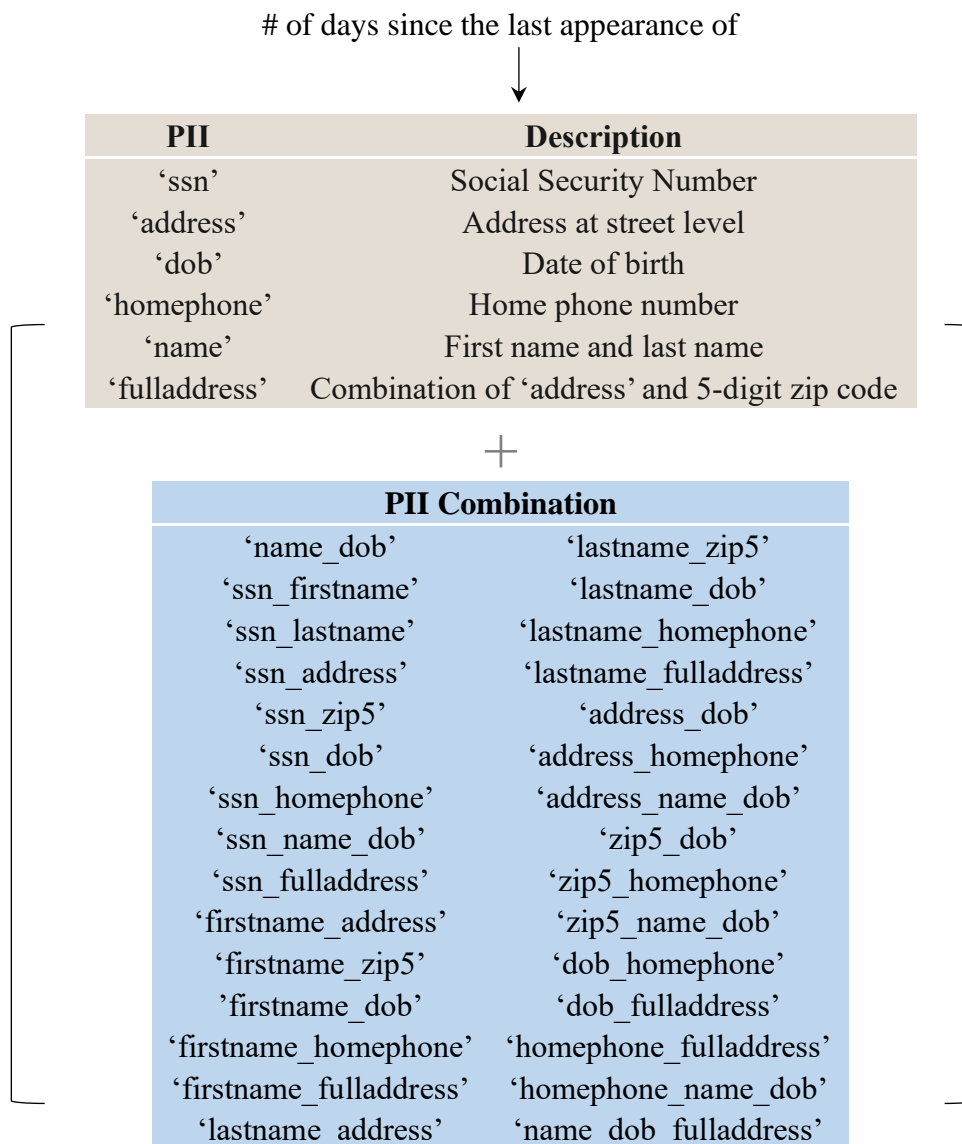 # of days since the last appearance of
PII Description
‘ssn’ Social Security Number
‘address’ Address at street level
‘dob’ Date of birth
‘homephone’ Home phone number
‘name’ First name and last name
‘fulladdress’ Combination of ‘address’ and 5-digit zip code
+
PII Combination
‘name_dob’ ‘lastname_zip5’
‘ssn_firstname’ ‘lastname_dob’
‘ssn_lastname’ ‘lastname_homephone’
‘ssn_address’ ‘lastname_fulladdress’
‘ssn_zip5’ ‘address_dob’
‘ssn_dob’ ‘address_homephone’
‘ssn_homephone’ ‘address_name_dob’
‘ssn_name_dob’ ‘zip5_dob’
‘ssn_fulladdress’ ‘zip5_homephone’
‘firstname_address’ ‘zip5_name_dob’
‘firstname_zip5’ ‘dob_homephone’
’firstname_dob’ ‘dob_fulladdress’
‘firstname_homephone’ ‘homephone_fulladdress’
‘firstname_fulladdress’ ‘homephone_name_dob’
‘lastname_address’ ‘name_dob_fulladdress’